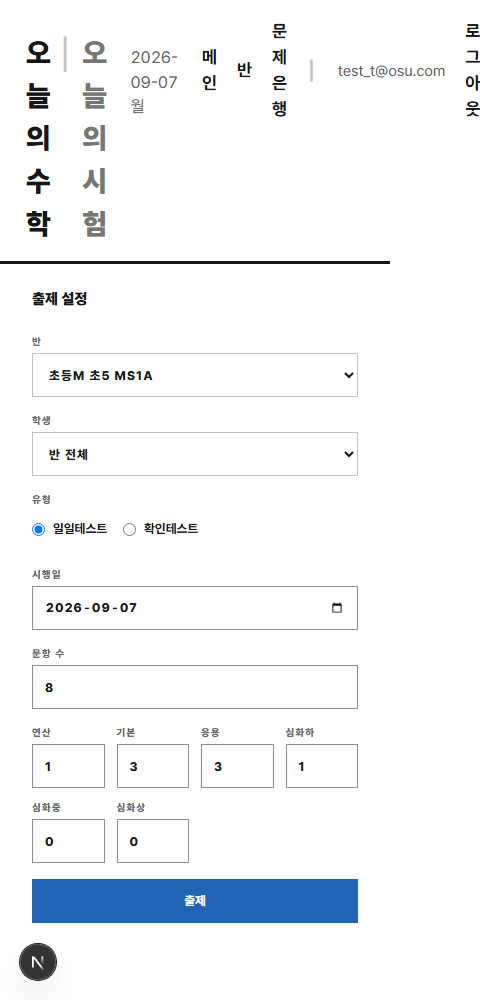 오늘의수학
오늘의시험
2026-09-07 월
메인
반
문제은행
test_t@osu.com
로그아웃
출제 설정
반
초등M 초5 MS1A
학생
반 전체
유형
일일테스트 확인테스트
시행일
2026-09-07
문항 수
8
연산 기본 응용 심화하
1 3 3 1
심화중 심화상
0 0
출제
N